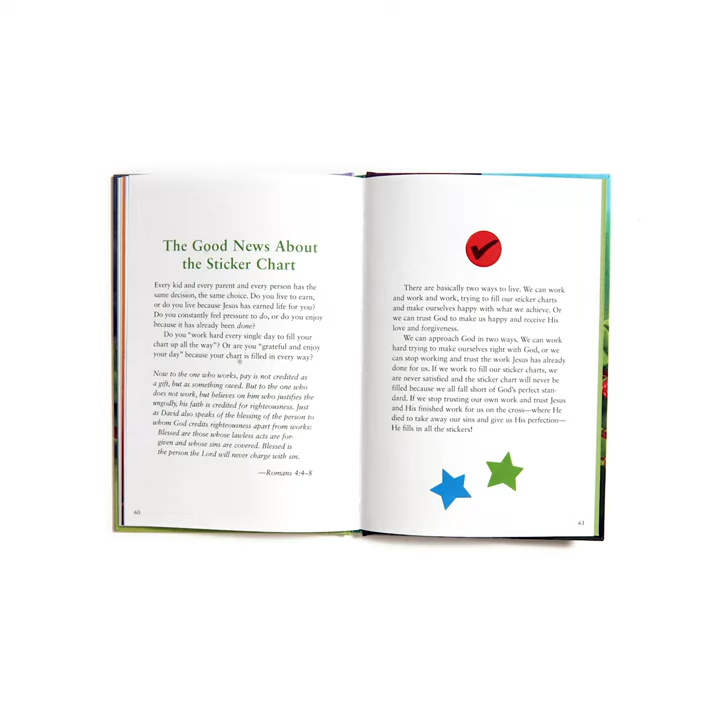 The Good News About
the Sticker Chart
Every kid and every parent and every person has the
same decision, the same choice. Do you live to earn,
or do you live because Jesus has earned life for you?
Do you constantly feel pressure to do, or do you enjoy
because it has already been done?
Do you “work hard every single day to fill your
chart up all the way”? Or are you “grateful and enjoy
your day” because your chart is filled in every way?
Now to the one who works, pay is not credited as
a gift, but as something owed. But to the one who
does not work, but believes on him who justifies the
ungodly, his faith is credited for righteousness. Just
as David also speaks of the blessing of the person to
whom God credits righteousness apart from works:
Blessed are those whose lawless acts are for-
given and whose sins are covered. Blessed is
the person the Lord will never charge with sin.
—Romans 4:4–8
60
There are basically two ways to live. We can work
and work and work, trying to fill our sticker charts
and make ourselves happy with what we achieve. Or
we can trust God to make us happy and receive His
love and forgiveness.
We can approach God in two ways. We can work
hard trying to make ourselves right with God, or we
can stop working and trust the work Jesus has already
done for us. If we work to fill our sticker charts, we
are never satisfied and the sticker chart will never be
filled because we all fall short of God’s perfect stan-
dard. If we stop trusting our own work and trust Jesus
and His finished work for us on the cross—where He
died to take away our sins and give us His perfection—
He fills in all the stickers!
61